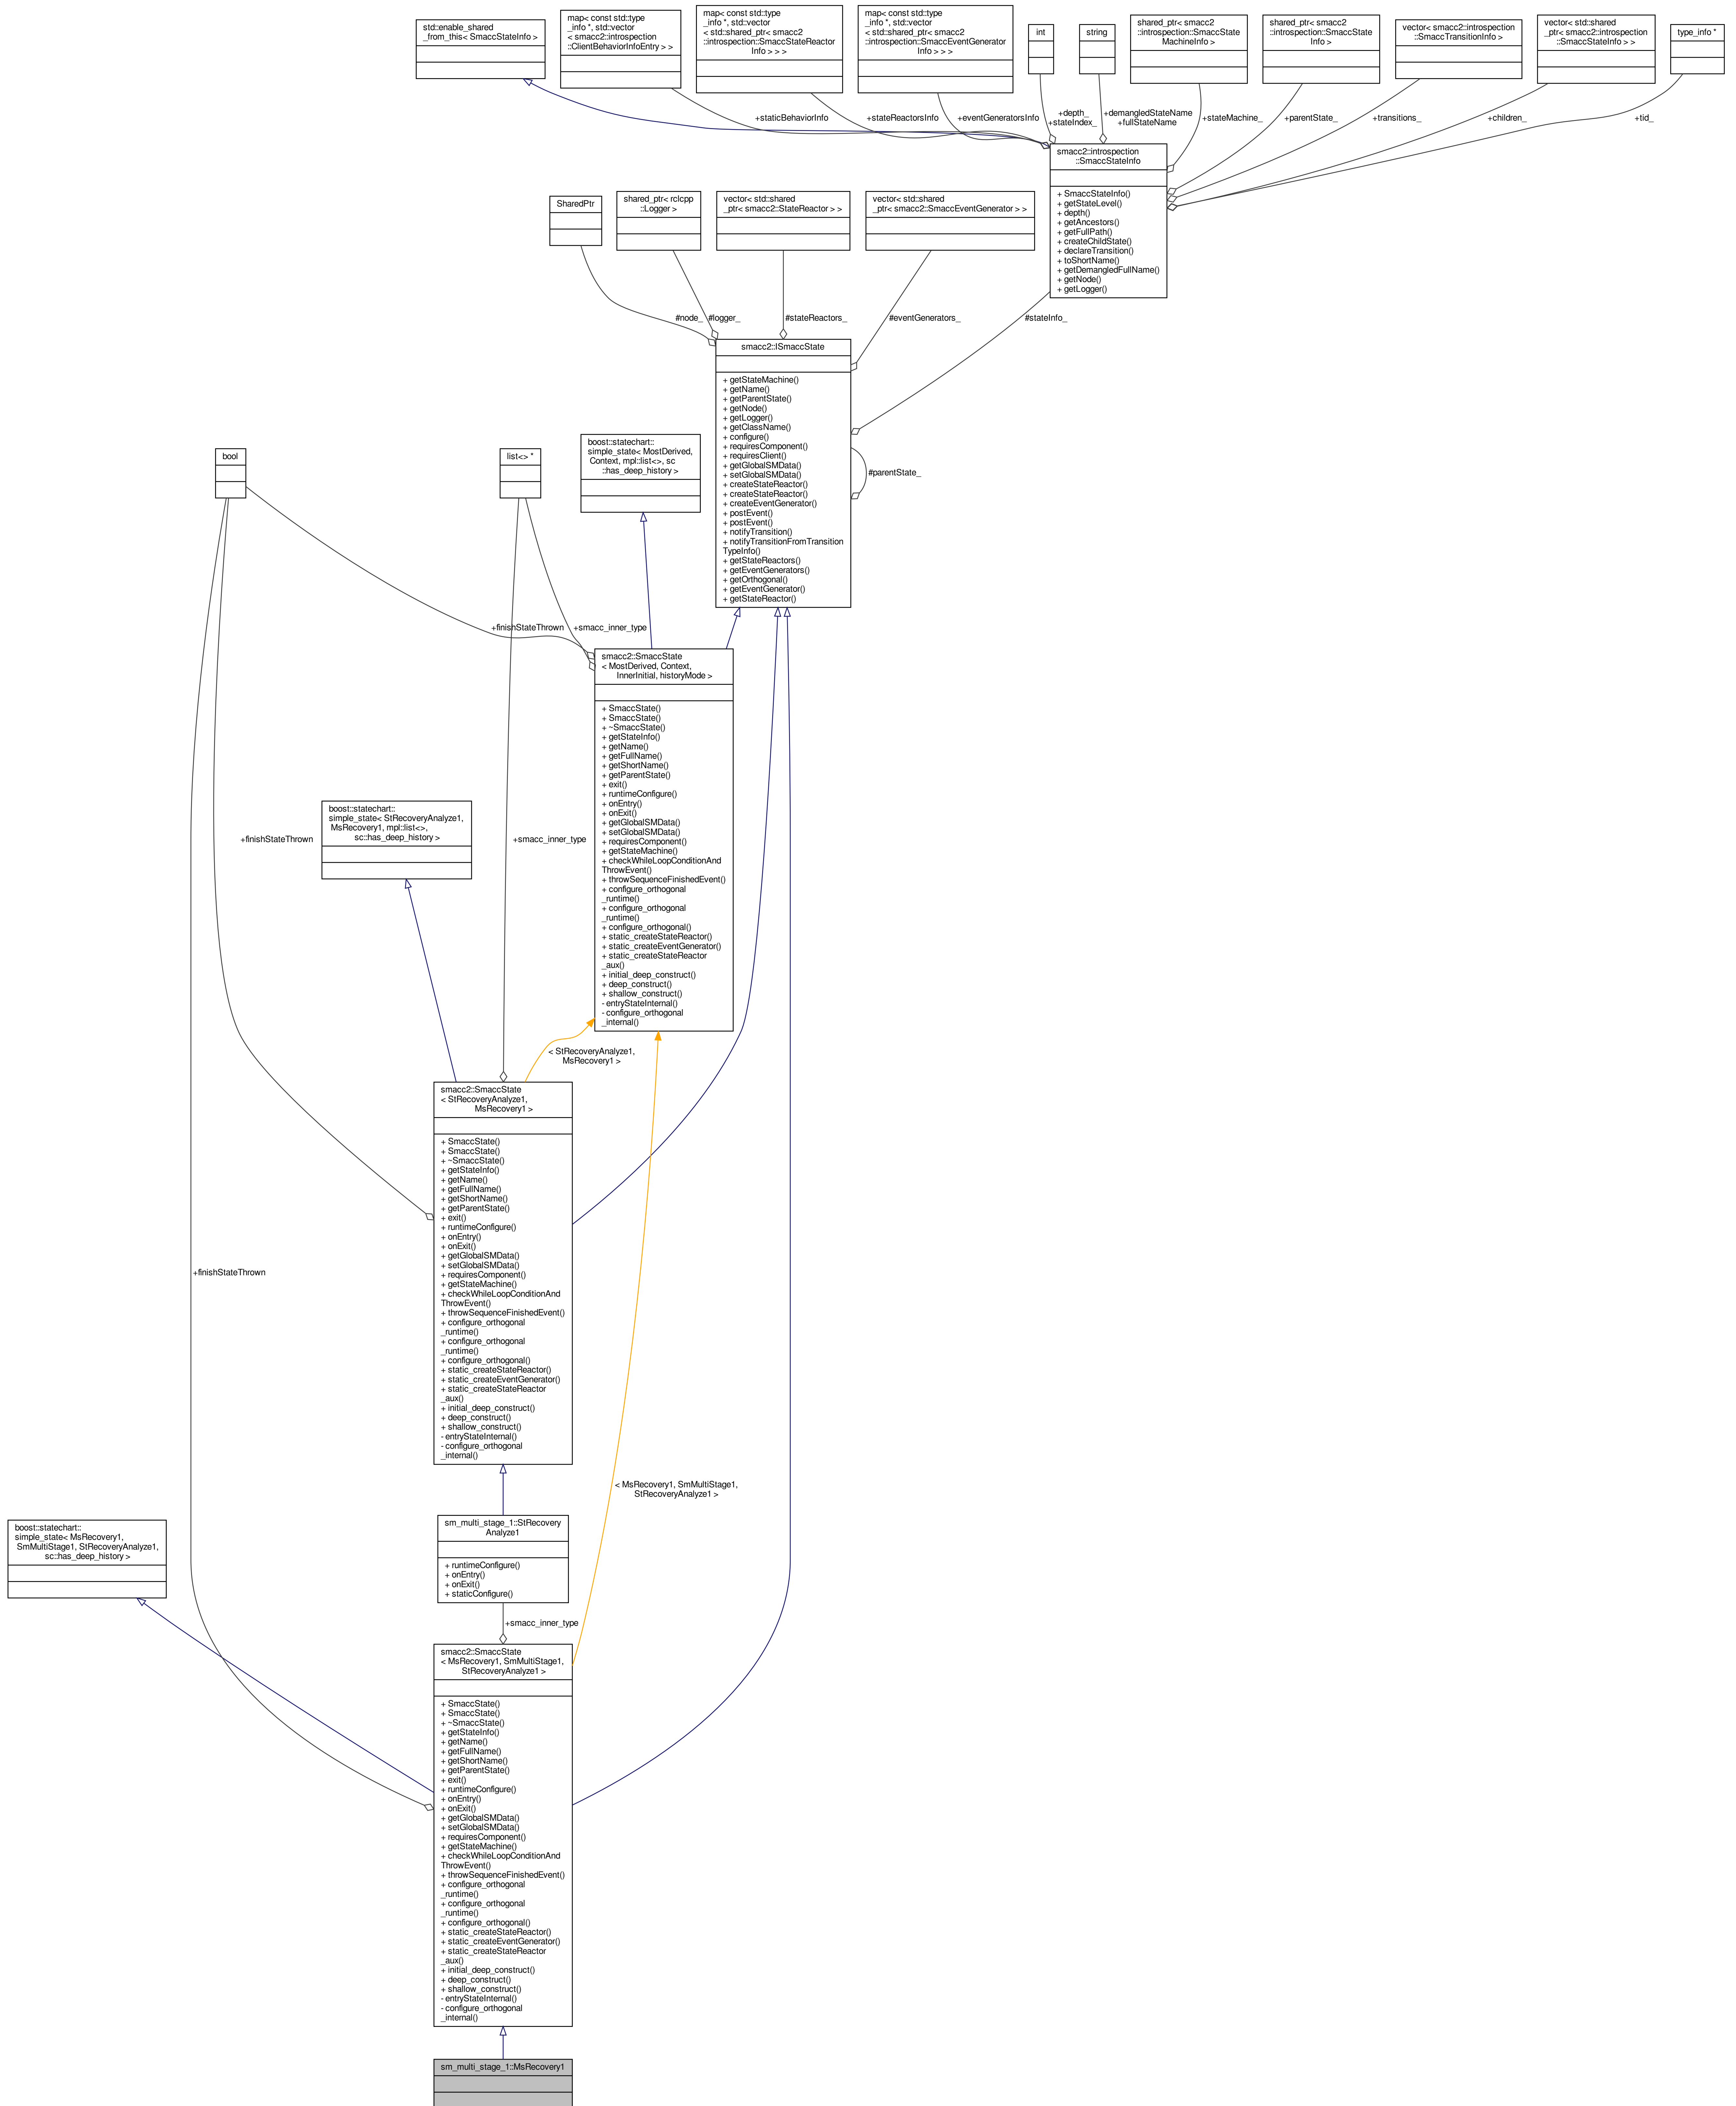 std::enable_shared
_from_this< Smacc::StateInfo >
map< const std::type
_info *, std::vector
< smacc2::introspection
::ClientBehaviorInfoEntry > >
map< const std::type
_info *, std::vector
< std::shared_ptr< smacc2
::introspection::SmaccStateReactor
Info > > >
map< const std::type
_info *, std::vector
< std::shared_ptr< smacc2
::introspection::SmaccEventGenerator
Info > > >
int
string
shared_ptr< smacc2
::introspection::SmaccState
MachineInfo >
shared_ptr< smacc2
::introspection::SmaccState
Info >
vector< smacc2::introspection
::SmaccTransitionInfo >
vector< std::shared
_ptr< smacc2::introspection
::SmaccStateInfo > >
type_info *
+staticBehaviorInfo
+stateReactorsInfo
+eventGeneratorsInfo
+depth_
+stateIndex_
+demangledStateName
+fullStateName
+stateMachine_
+parentState_
+transitions_
+children_
+tid_
smacc2::introspection
::SmaccStateInfo
+ SmaccStateInfo()
+ getStateLevel()
+ depth()
+ getAncestors()
+ getFullPath()
+ createChildState()
+ declareTransition()
+ toShortName()
+ getDemangledFullName()
+ getNode()
+ getLogger()
SharedPtr
shared_ptr< rclcpp
::Logger >
vector< std::shared
_ptr< smacc2::StateReactor > >
vector< std::shared
_ptr< smacc2::SmaccEventGenerator > >
#node_
#logger_
#stateReactors_
#eventGenerators_
#stateInfo_
smacc2::ISmaccState
+ getStateMachine()
+ getName()
+ getParentState()
+ getNode()
+ getLogger()
+ getClassName()
+ configure()
+ requiresComponent()
+ requiresClient()
+ getGlobalSMData()
+ setGlobalSMData()
+ createStateReactor()
+ createStateReactor()
+ createEventGenerator()
+ postEvent()
+ postEvent()
+ notifyTransition()
+ notifyTransitionFromTransition
TypeInfo()
+ getStateReactors()
+ getEventGenerators()
+ getOrthogonal()
+ getEventGenerator()
+ getStateReactor()
#parentState_
bool
list<> *
boost::statechart::
simple_state< MostDerived,
Context, mpl::list<>, sc
::has_deep_history >
+finishStateThrown
+smacc_inner_type
smacc2::SmaccState
< MostDerived, Context,
InnerInitial, historyMode >
+ SmaccState()
+ SmaccState()
+ ~SmaccState()
+ getStateInfo()
+ getName()
+ getFullName()
+ getShortName()
+ getParentState()
+ exit()
+ runtimeConfigure()
+ onEntry()
+ onExit()
+ getGlobalSMData()
+ setGlobalSMData()
+ requiresComponent()
+ getStateMachine()
+ checkWhileLoopConditionAnd
ThrowEvent()
+ throwSequenceFinishedEvent()
+ configure_orthogonal
_runtime()
+ configure_orthogonal
_runtime()
+ configure_orthogonal()
+ static_createStateReactor()
+ static_createEventGenerator()
+ static_createStateReactor
_aux()
+ initial_deep_construct()
+ deep_construct()
+ shallow_construct()
- entryStateInternal()
- configure_orthogonal
_internal()
boost::statechart::
simple_state< StRecoveryAnalyze1,
MsRecovery1, mpl::list<>,
sc::has_deep_history >
+finishStateThrown
+smacc_inner_type
< StRecoveryAnalyze1,
MsRecovery1 >
smacc2::SmaccState
< StRecoveryAnalyze1,
MsRecovery1 >
+ SmaccState()
+ SmaccState()
+ ~SmaccState()
+ getStateInfo()
+ getName()
+ getFullName()
+ getShortName()
+ getParentState()
+ exit()
+ runtimeConfigure()
+ onEntry()
+ onExit()
+ getGlobalSMData()
+ setGlobalSMData()
+ requiresComponent()
+ getStateMachine()
+ checkWhileLoopConditionAnd
ThrowEvent()
+ throwSequenceFinishedEvent()
+ configure_orthogonal
_runtime()
+ configure_orthogonal
_runtime()
+ configure_orthogonal()
+ static_createStateReactor()
+ static_createEventGenerator()
+ static_createStateReactor
_aux()
+ initial_deep_construct()
+ deep_construct()
+ shallow_construct()
- entryStateInternal()
- configure_orthogonal
_internal()
+finishStateThrown
< MsRecovery1, SmMultiStage1,
StRecoveryAnalyze1 >
boost::statechart::
simple_state< MsRecovery1,
SmMultiStage1, StRecoveryAnalyze1,
sc::has_deep_history >
sm_multi_stage_1::StRecovery
Analyze1
+ runtimeConfigure()
+ onEntry()
+ onExit()
+ staticConfigure()
+smacc_inner_type
smacc2::SmaccState
< MsRecovery1, SmMultiStage1,
StRecoveryAnalyze1 >
+ SmaccState()
+ SmaccState()
+ ~SmaccState()
+ getStateInfo()
+ getName()
+ getFullName()
+ getShortName()
+ getParentState()
+ exit()
+ runtimeConfigure()
+ onEntry()
+ onExit()
+ getGlobalSMData()
+ setGlobalSMData()
+ requiresComponent()
+ getStateMachine()
+ checkWhileLoopConditionAnd
ThrowEvent()
+ throwSequenceFinishedEvent()
+ configure_orthogonal
_runtime()
+ configure_orthogonal
_runtime()
+ configure_orthogonal()
+ static_createStateReactor()
+ static_createEventGenerator()
+ static_createStateReactor
_aux()
+ initial_deep_construct()
+ deep_construct()
+ shallow_construct()
- entryStateInternal()
- configure_orthogonal
_internal()
sm_multi_stage_1::MsRecovery1